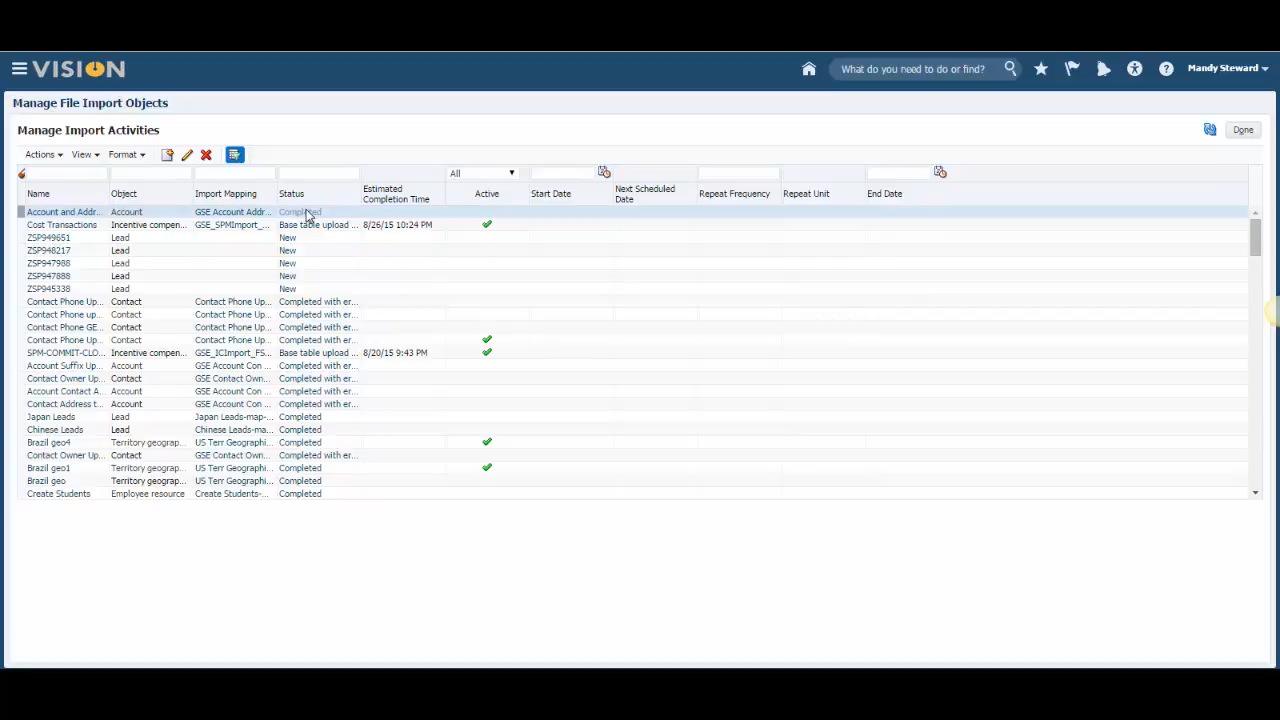 VISION
What do you need to do or find?
Mandy Steward
Manage File Import Objects
Manage Import Activities
Done
Actions View Format
All
Name Object Import Mapping Status Estimated Completion Time Active Start Date Next Scheduled Date Repeat Frequency Repeat Unit End Date
Account and Addr... Account GSE Account Addr... Completed
Cost Transactions Incentive compen... GSE_SPMImport_... Base table upload ... 8/26/15 10:24 PM
ZSP949651 Lead New
ZSP948217 Lead New
ZSP947988 Lead New
ZSP947888 Lead New
ZSP945338 Lead New
Contact Phone Up... Contact Contact Phone Up... Completed with er...
Contact Phone up... Contact Contact Phone Up... Completed with er...
Contact Phone GE... Contact Contact Phone Up... Completed with er...
Contact Phone Up... Contact Contact Phone Up... Completed with er...
SPM-COMMIT-CLO... Incentive compen... GSE_ICImport_FS... Base table upload ... 8/20/15 9:43 PM
Account Suffix Up... Account GSE Account Con ... Completed with er...
Contact Owner Up... Contact GSE Contact Own... Completed with er...
Account Contact A... Account GSE Account Con ... Completed with er...
Contact Address t... Account GSE Account Con ... Completed with er...
Japan Leads Lead Japan Leads-map-... Completed
Chinese Leads Lead Chinese Leads-ma... Completed
Brazil geo4 Territory geograp... US Terr Geographi... Completed
Contact Owner Up... Contact GSE Contact Own... Completed with er...
Brazil geo1 Territory geograp... US Terr Geographi... Completed
Brazil geo Territory geograp... US Terr Geographi... Completed
Create Students Employee resource Create Students-... Completed